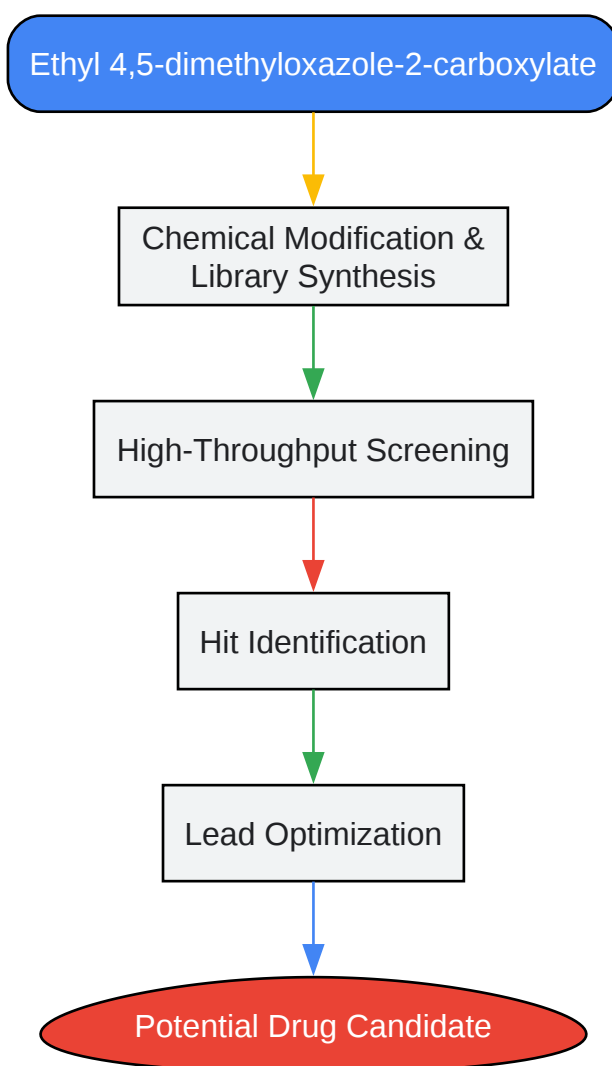 Ethyl 4,5-dimethyloxazole-2-carboxylate
Chemical Modification &
Library Synthesis
High-Throughput Screening
Hit Identification
Lead Optimization
Potential Drug Candidate